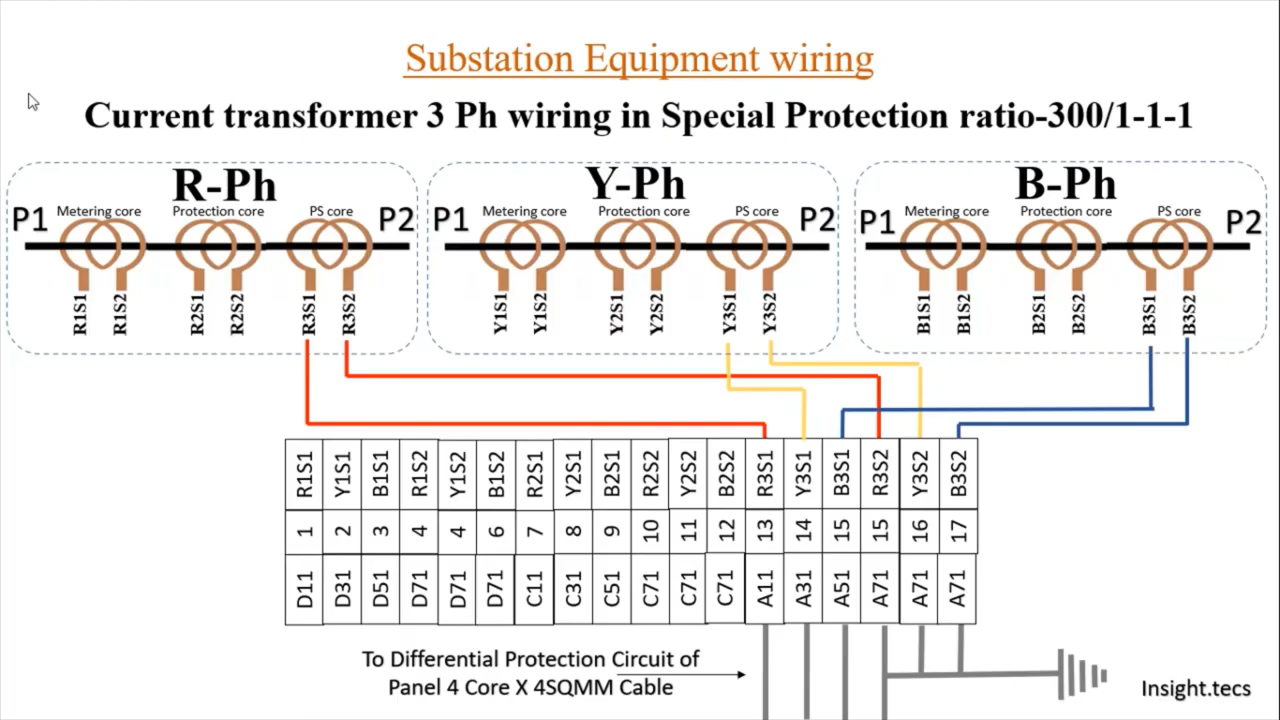 Substation Equipment wiring
Current transformer 3 Ph wiring in Special Protection ratio-300/1-1-1
R-Ph
P1 Metering core Protection core PS core P2
R1S1 R1S2 R2S1 R2S2 R3S1 R3S2
Y-Ph
P1 Metering core Protection core PS core P2
Y1S1 Y1S2 Y2S1 Y2S2 Y3S1 Y3S2
B-Ph
P1 Metering core Protection core PS core P2
B1S1 B1S2 B2S1 B2S2 B3S1 B3S2
R1S1 Y1S1 B1S1 R1S2 Y1S2 B1S2 R2S1 Y2S1 B2S1 R2S2 Y2S2 B2S2 R3S1 Y3S1 B3S1 R3S2 Y3S2 B3S2
1 2 3 4 4 6 7 8 9 10 11 12 13 14 15 15 16 17
D11 D31 D51 D71 D71 D71 C11 C31 C51 C71 C71 C71 A11 A31 A51 A71 A71 A71
To Differential Protection Circuit of
Panel 4 Core X 4SQMM Cable
Insight.tecs